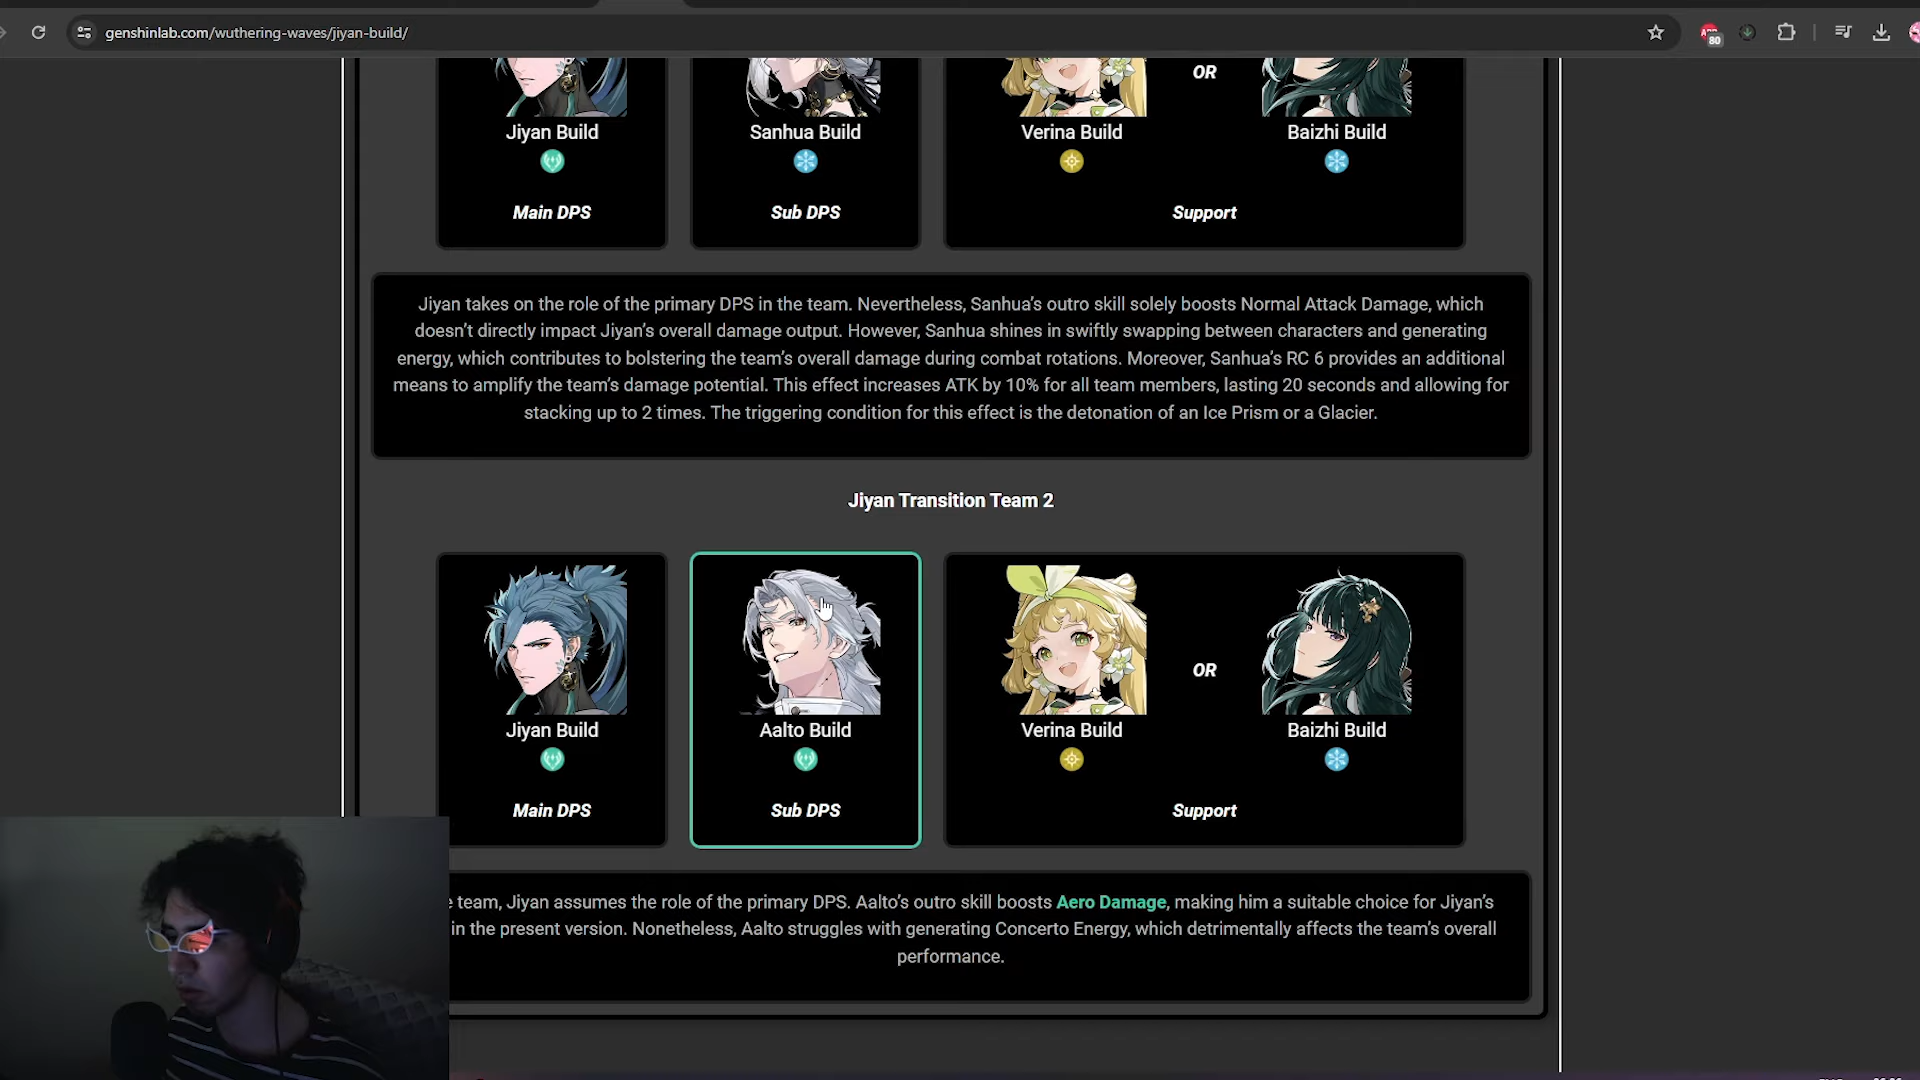 genshinlab.com/wuthering-waves/jiyan-build/
80
OR
Jiyan Build
Sanhua Build
Verina Build
Baizhi Build
Main DPS
Sub DPS
Support
Jiyan takes on the role of the primary DPS in the team. Nevertheless, Sanhua's outro skill solely boosts Normal Attack Damage, which
doesn't directly impact Jiyan's overall damage output. However, Sanhua shines in swiftly swapping between characters and generating
energy, which contributes to bolstering the team's overall damage during combat rotations. Moreover, Sanhua's RC 6 provides an additional
means to amplify the team's damage potential. This effect increases ATK by 10% for all team members, lasting 20 seconds and allowing for
stacking up to 2 times. The triggering condition for this effect is the detonation of an Ice Prism or a Glacier.
Jiyan Transition Team 2
OR
Jiyan Build
Aalto Build
Verina Build
Baizhi Build
Main DPS
Sub DPS
Support
team, Jiyan assumes the role of the primary DPS. Aalto's outro skill boosts Aero Damage, making him a suitable choice for Jiyan's
in the present version. Nonetheless, Aalto struggles with generating Concerto Energy, which detrimentally affects the team's overall
performance.